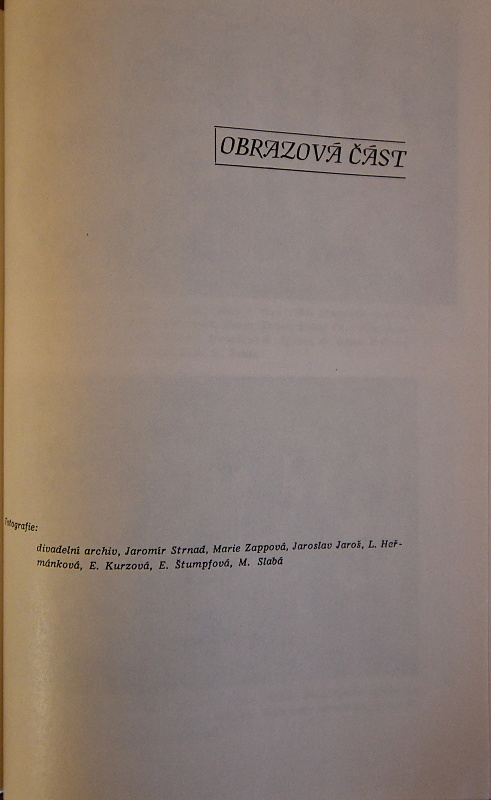 OBRAZOVÁ ČÁST
Fotografie:
divadelní archiv, Jaromír Strnad, Marie Zappová, Jaroslav Jaroš, L. Heř-
mánková, E. Kurzová, E. Štumpfová, M. Slabá